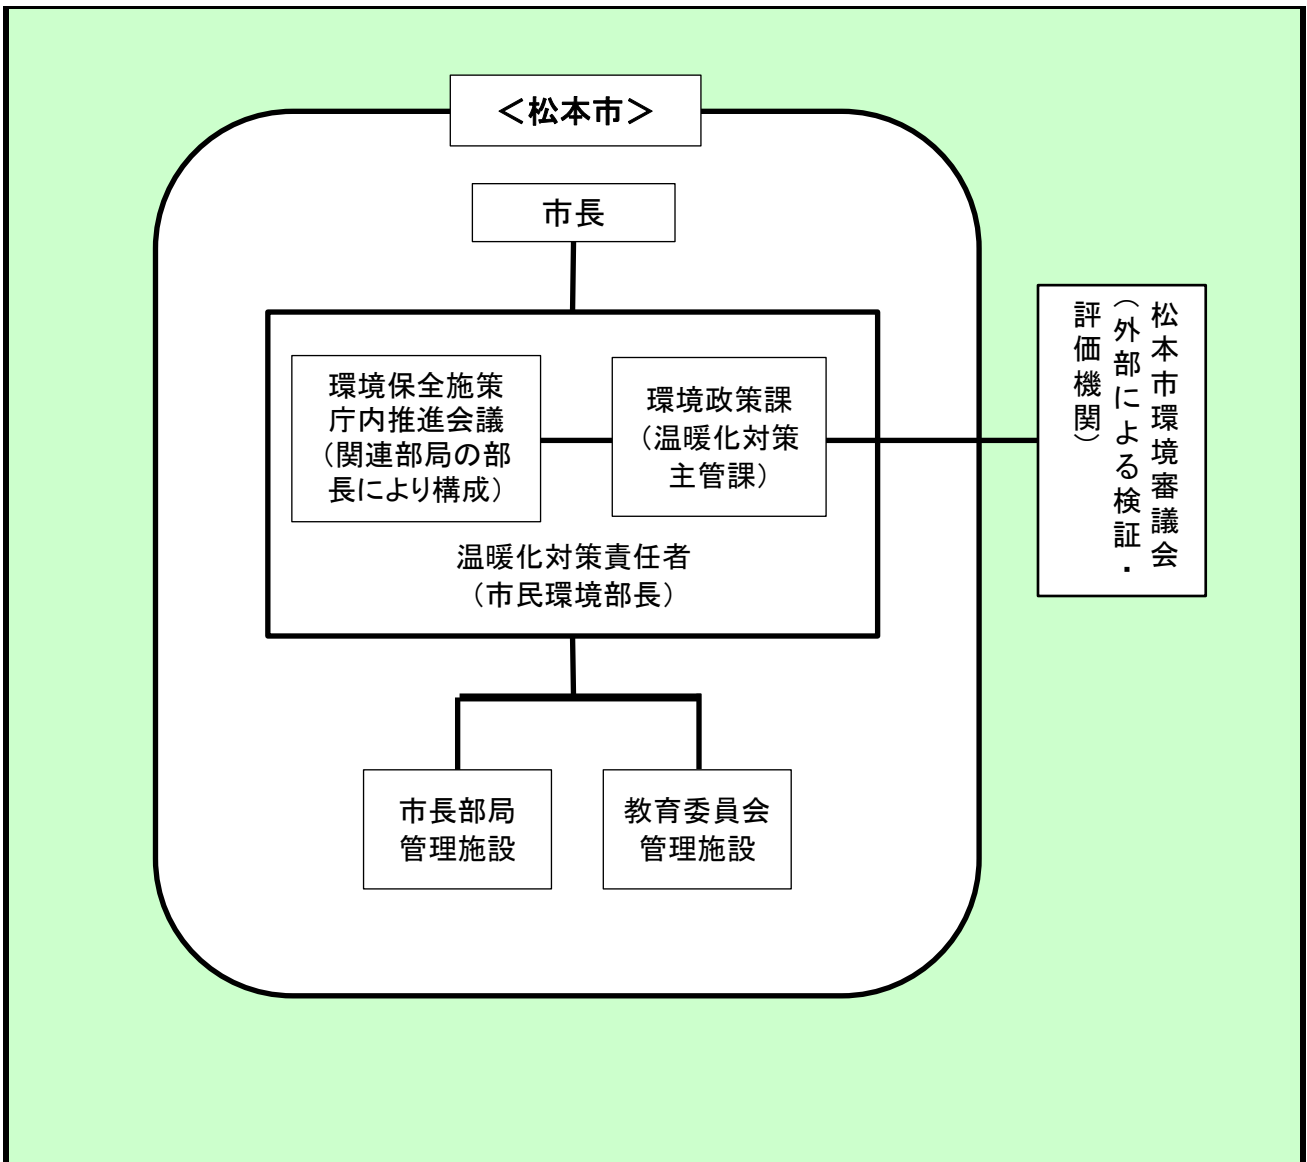 ＜松本市＞
市長
環境保全施策
庁内推進会議
（関連部局の部
長により構成）
環境政策課
（温暖化対策
主管課）
温暖化対策責任者
（市民環境部長）
市長部局
管理施設
教育委員会
管理施設
松本市環境審議会
（外部による検証・
評価機関）